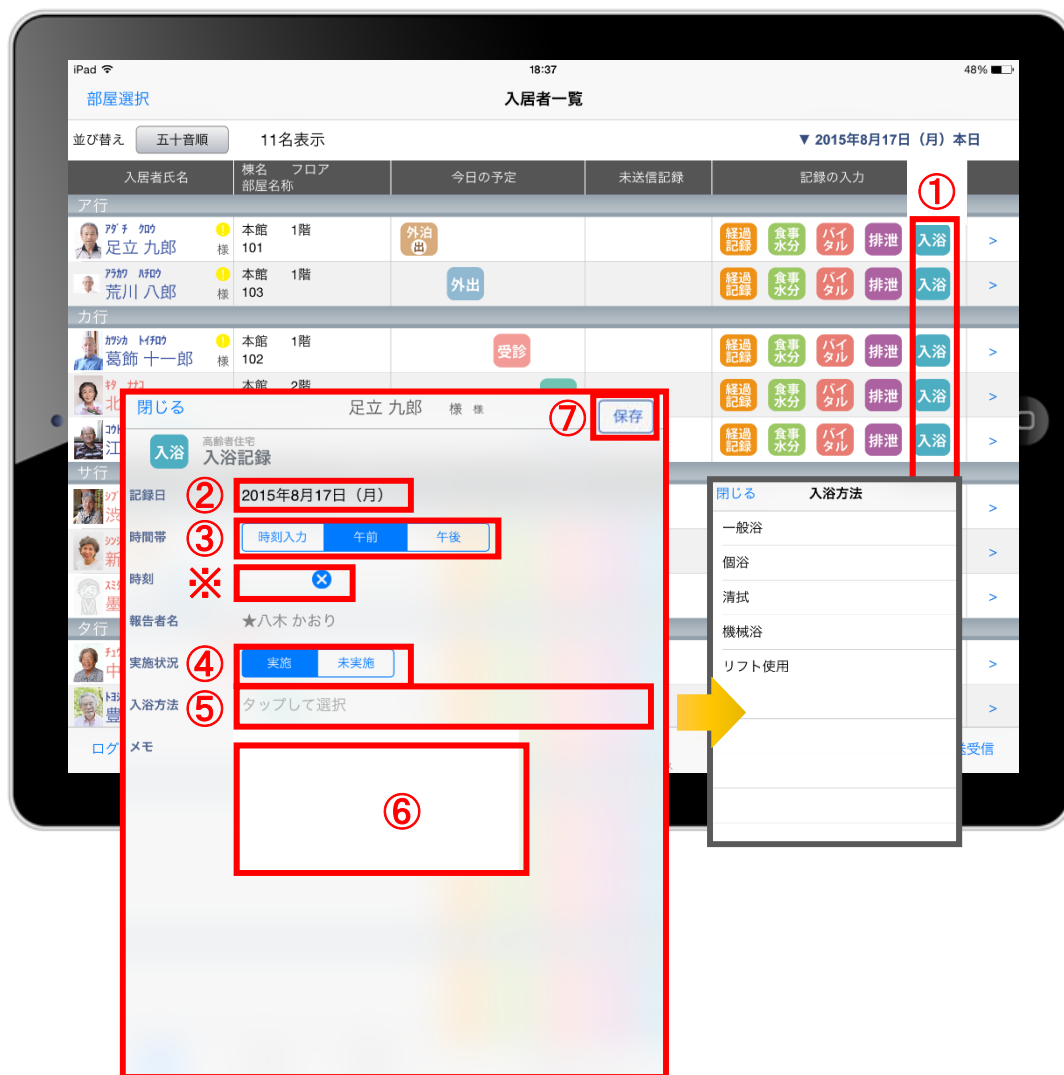 iPad 18:37 48%
部屋選択 入居者一覧
並び替え 五十音順 11名表示 ▼ 2015年8月17日（月）本日
入居者氏名 棟名 フロア 部屋名称 今日の予定 未送信記録 記録の入力 ①
ア行
ｱﾀﾞﾁ ｸﾛｳ
足立 九郎 様 本館 1階 101 外泊 出 経過記録 食事水分 バイタル 排泄 入浴 >
ｱﾗｶﾜ ﾊﾁﾛｳ
荒川 八郎 様 本館 1階 103 外出 経過記録 食事水分 バイタル 排泄 入浴 >
カ行
ｶﾂｼｶ ﾄｲﾁﾛｳ
葛飾 十一郎 様 本館 1階 102 受診 経過記録 食事水分 バイタル 排泄 入浴 >
ｷﾀ
北 本館 2階 経過記録 食事水分 バイタル 排泄 入浴 >
江 経過記録 食事水分 バイタル 排泄 入浴 >
サ行
渋 >
新 >
墨 >
タ行
中 >
豊 >
ログ 送受信
閉じる 足立 九郎 様 様 ⑦ 保存
入浴 高齢者住宅
入浴記録
記録日 ② 2015年8月17日（月）
時間帯 ③ 時刻入力 午前 午後
時刻 ※
報告者名 ★八木 かおり
実施状況 ④ 実施 未実施
入浴方法 ⑤ タップして選択
メモ
⑥
閉じる 入浴方法
一般浴
個浴
清拭
機械浴
リフト使用